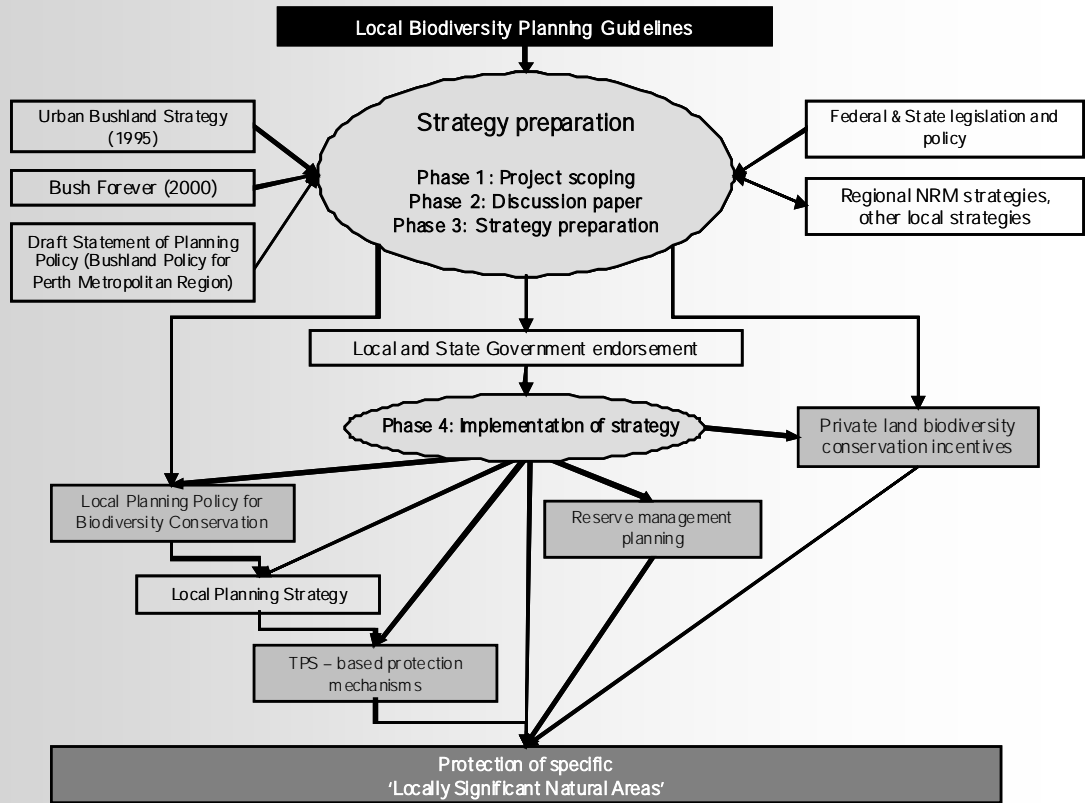 Local Biodiversity Planning Guidelines
Urban Bushland Strategy
(1995)
Bush Forever (2000)
Draft Statement of Planning
Policy (Bushland Policy for
Perth Metropolitan Region)
Strategy preparation
Phase 1: Project scoping
Phase 2: Discussion paper
Phase 3: Strategy preparation
Federal & State legislation and
policy
Regional NRM strategies,
other local strategies
Local and State Government endorsement
Phase 4: Implementation of strategy
Private land biodiversity
conservation incentives
Local Planning Policy for
Biodiversity Conservation
Reserve management
planning
Local Planning Strategy
TPS – based protection
mechanisms
Protection of specific
‘Locally Significant Natural Areas’